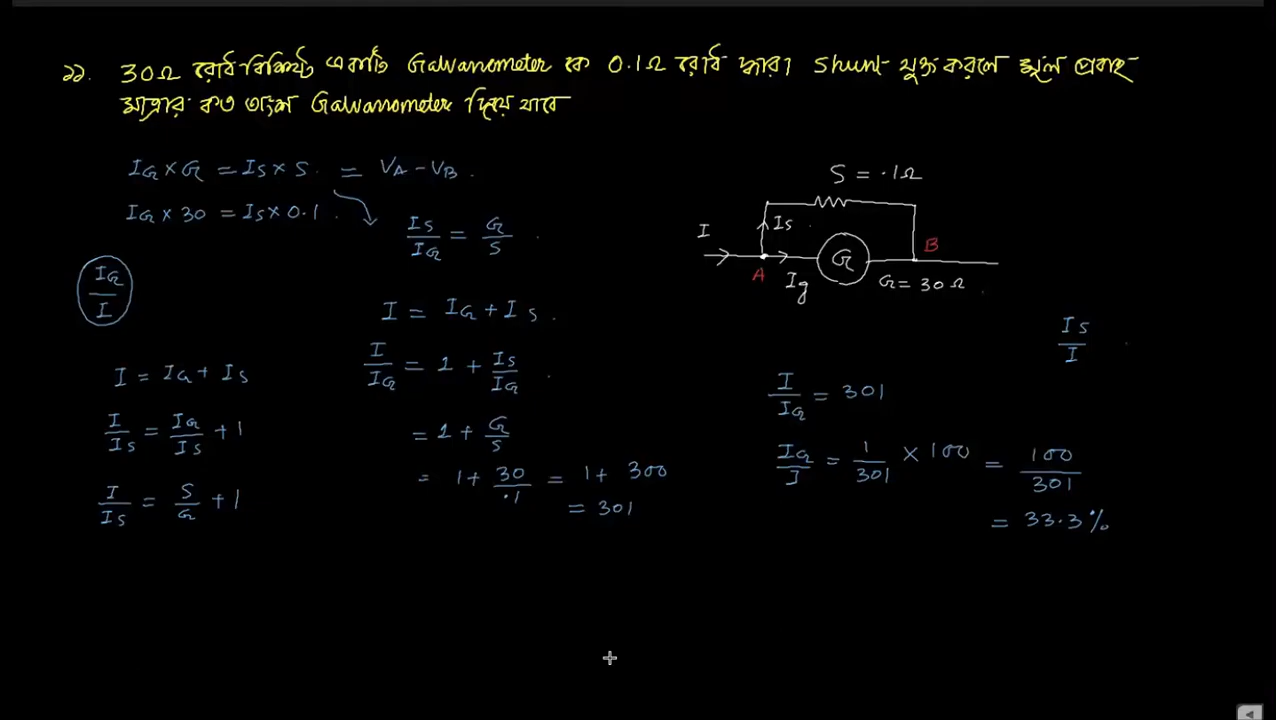 ১১. 30Ω রোধ বিশিষ্ট একটি Galvanometer কে 0.1Ω রোধ দ্বারা Shunt যুক্ত করলে মূল প্রবাহ
মাত্রার কত অংশ Galvanometer দিয়ে যাবে
IG × G = IS × S = VA - VB .
IG × 30 = IS × 0.1 .
IS/IG = G/S .
IG/I
I = IG + IS .
I/IG = 1 + IS/IG .
= 1 + G/S
= 1 + 30/.1 = 1 + 300
= 301
I = IG + IS
I/IS = IG/IS + 1
I/IS = S/G + 1
S = .1Ω
I
IS
G
B
A
Ig
G = 30 Ω
IS/I
I/IG = 301
IG/I = 1/301 × 100 = 100/301
= 33.3%